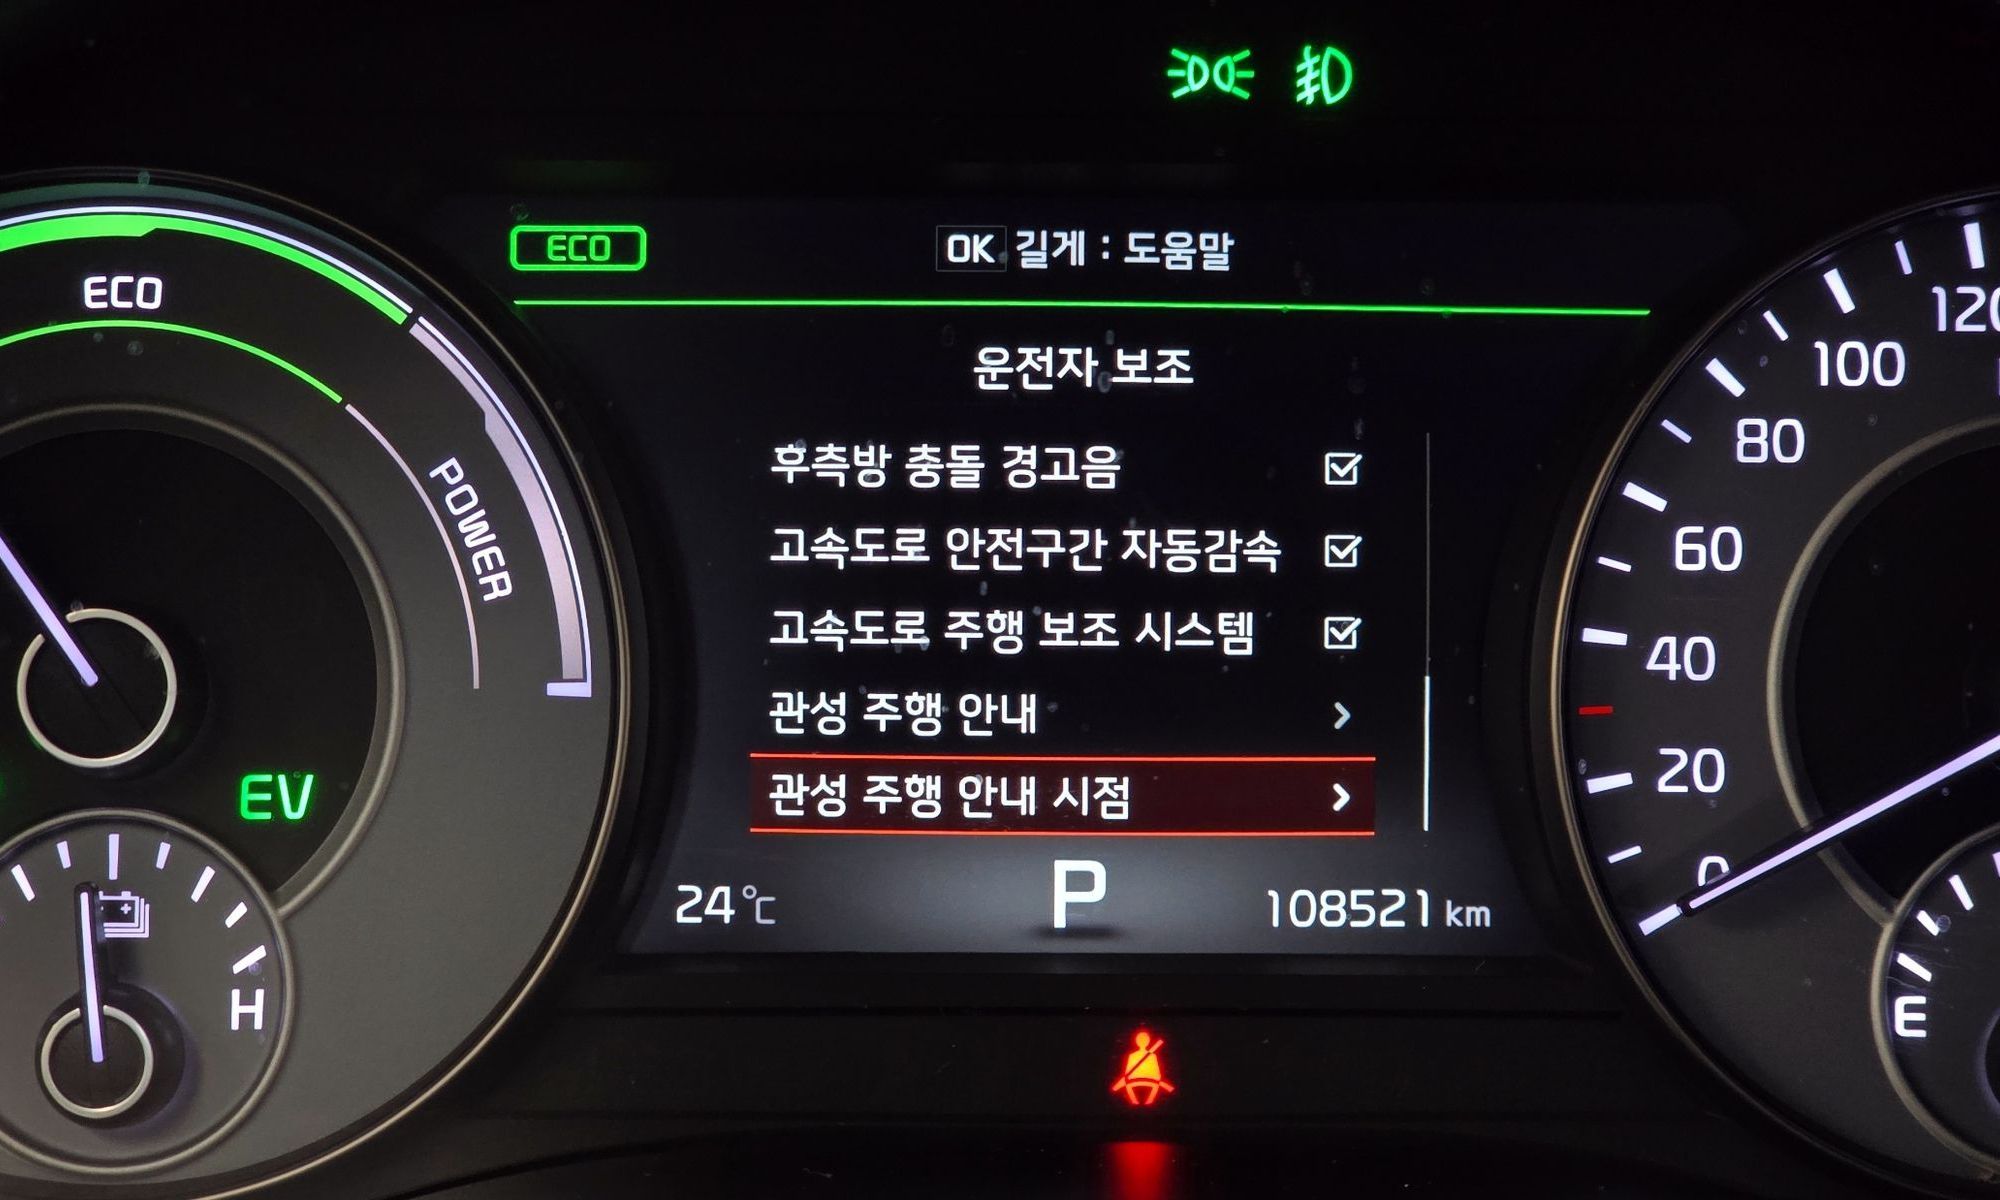 ECO
OK 길게 : 도움말
운전자 보조
후측방 충돌 경고음
고속도로 안전구간 자동감속
고속도로 주행 보조 시스템
관성 주행 안내
관성 주행 안내 시점
24℃
P
108521 km
ECO
POWER
EV
H
120
100
80
60
40
20
0
E